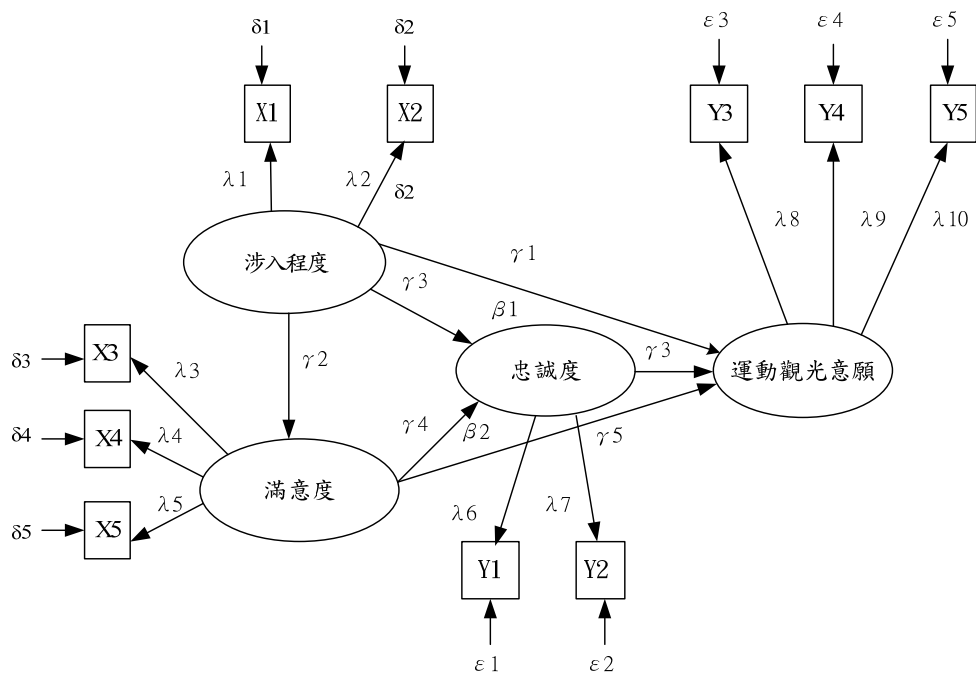 δ1
δ2
ε3
ε4
ε5
X1
X2
Y3
Y4
Y5
λ1
λ2
δ2
λ8
λ9
λ10
涉入程度
γ1
γ3
β1
δ3
X3
λ3
γ2
忠誠度
γ3
運動觀光意願
δ4
X4
λ4
γ4
β2
γ5
滿意度
δ5
X5
λ5
λ6
λ7
Y1
Y2
ε1
ε2